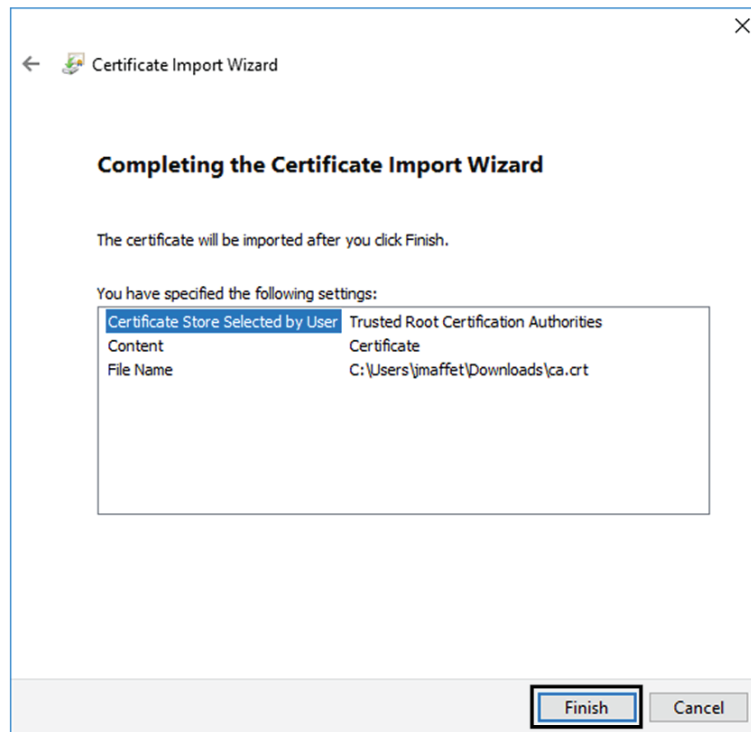 Certificate Import Wizard
Completing the Certificate Import Wizard
The certificate will be imported after you click Finish.
You have specified the following settings:
Certificate Store Selected by User Trusted Root Certification Authorities
Content Certificate
File Name C:\Users\jmaffet\Downloads\ca.crt
Finish Cancel